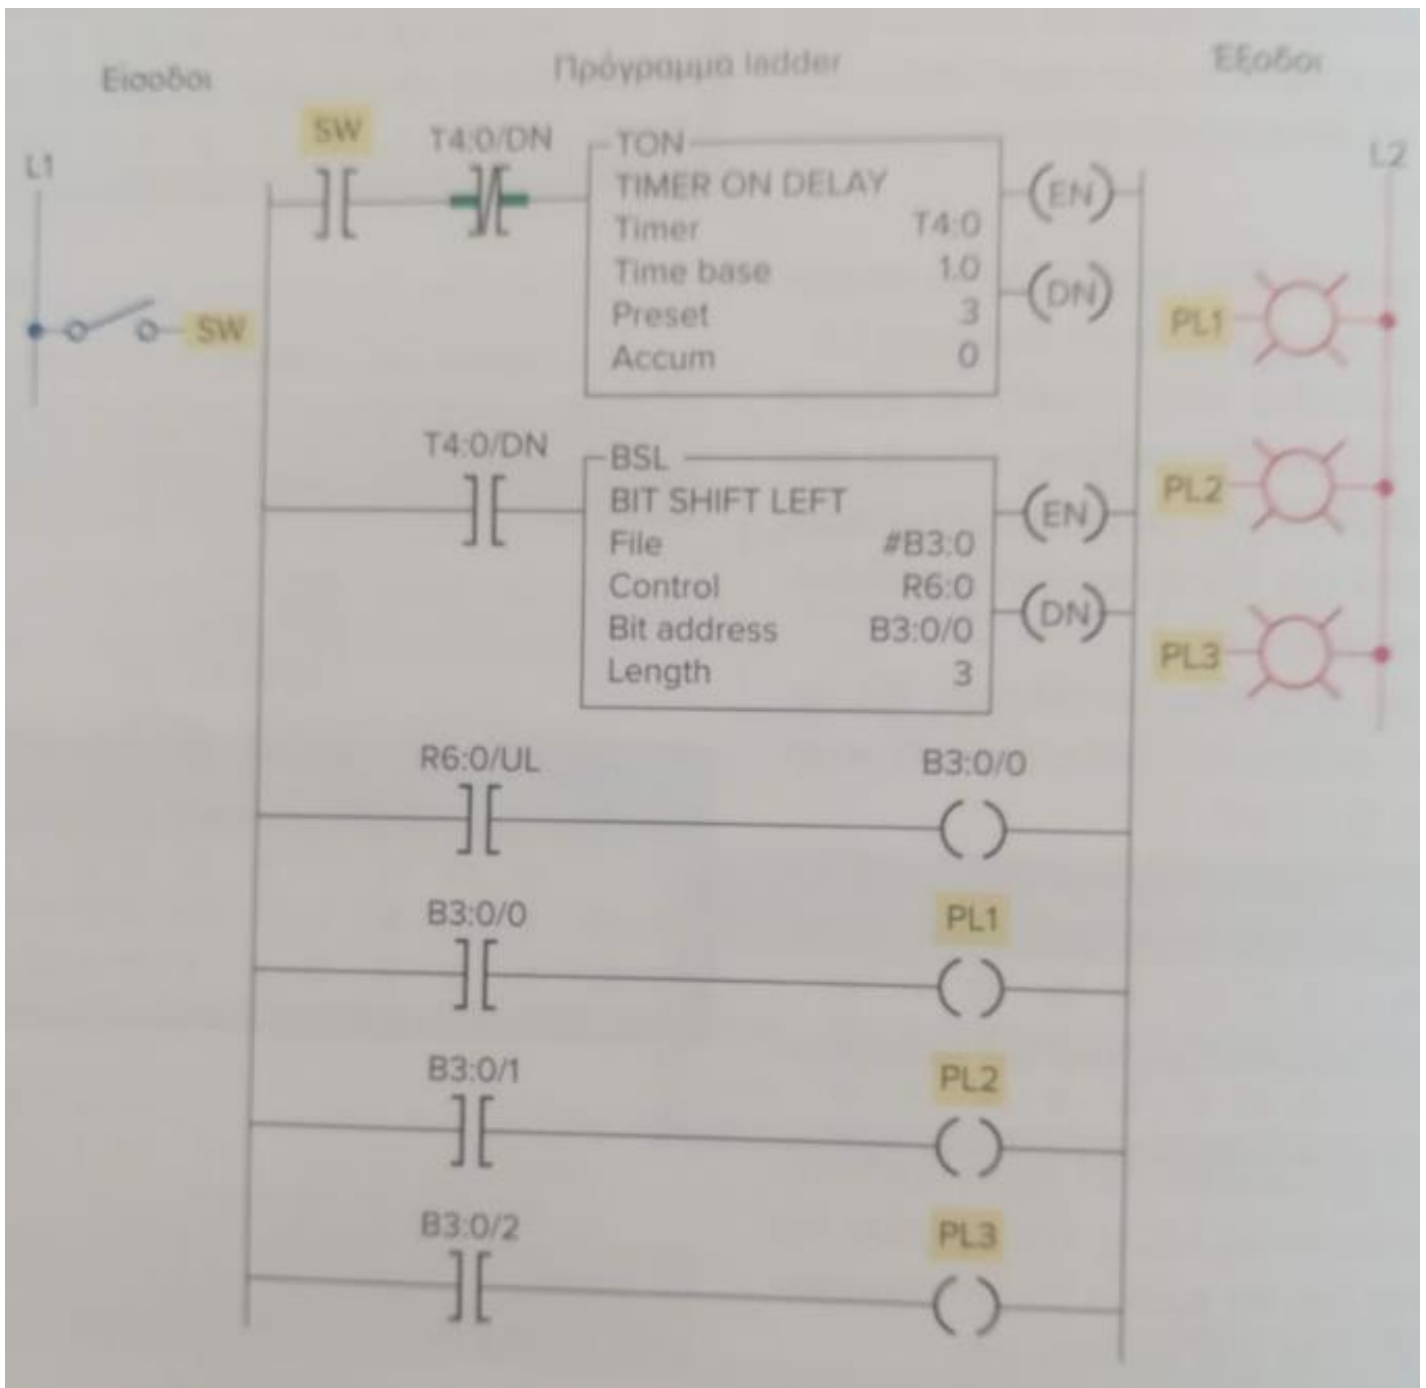 Είσοδοι
Πρόγραμμα ladder
Έξοδοι
L1
L2
SW
T4:0/DN
TON
TIMER ON DELAY
Timer T4:0
Time base 1.0
Preset 3
Accum 0
EN
DN
SW
PL1
PL2
PL3
T4:0/DN
BSL
BIT SHIFT LEFT
File #B3:0
Control R6:0
Bit address B3:0/0
Length 3
EN
DN
R6:0/UL
B3:0/0
B3:0/0
PL1
B3:0/1
PL2
B3:0/2
PL3